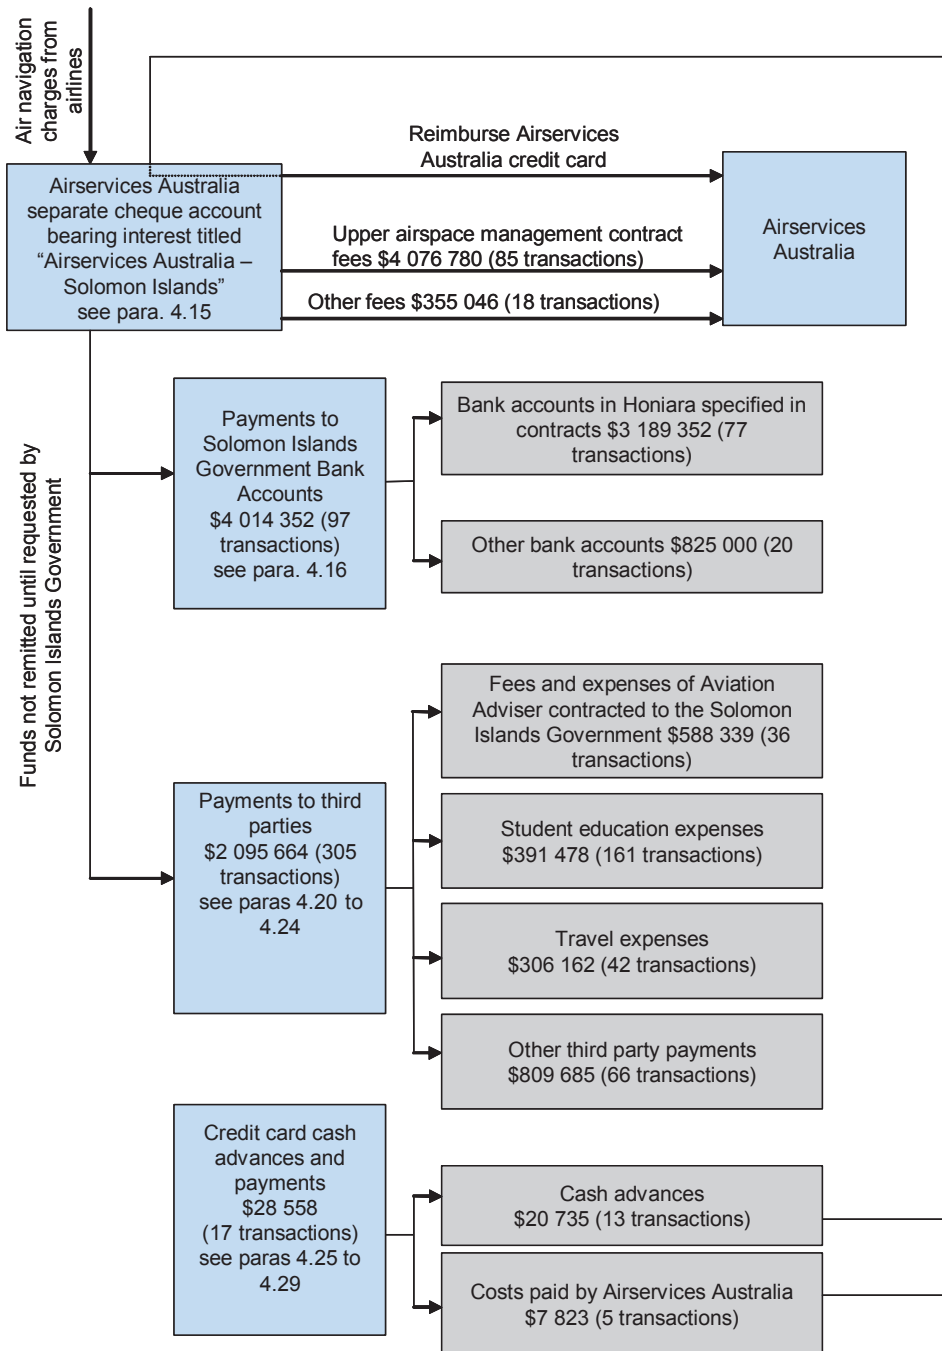 Air navigation
charges from
airlines
Reimburse Airservices
Australia credit card
Airservices Australia
separate cheque account
bearing interest titled
“Airservices Australia –
Solomon Islands”
see para. 4.15
Upper airspace management contract
fees $4 076 780 (85 transactions)
Other fees $355 046 (18 transactions)
Airservices
Australia
Funds not remitted until requested by
Solomon Islands Government
Payments to
Solomon Islands
Government Bank
Accounts
$4 014 352 (97
transactions)
see para. 4.16
Bank accounts in Honiara specified in
contracts $3 189 352 (77
transactions)
Other bank accounts $825 000 (20
transactions)
Payments to third
parties
$2 095 664 (305
transactions)
see paras 4.20 to
4.24
Fees and expenses of Aviation
Adviser contracted to the Solomon
Islands Government $588 339 (36
transactions)
Student education expenses
$391 478 (161 transactions)
Travel expenses
$306 162 (42 transactions)
Other third party payments
$809 685 (66 transactions)
Credit card cash
advances and
payments
$28 558
(17 transactions)
see paras 4.25 to
4.29
Cash advances
$20 735 (13 transactions)
Costs paid by Airservices Australia
$7 823 (5 transactions)